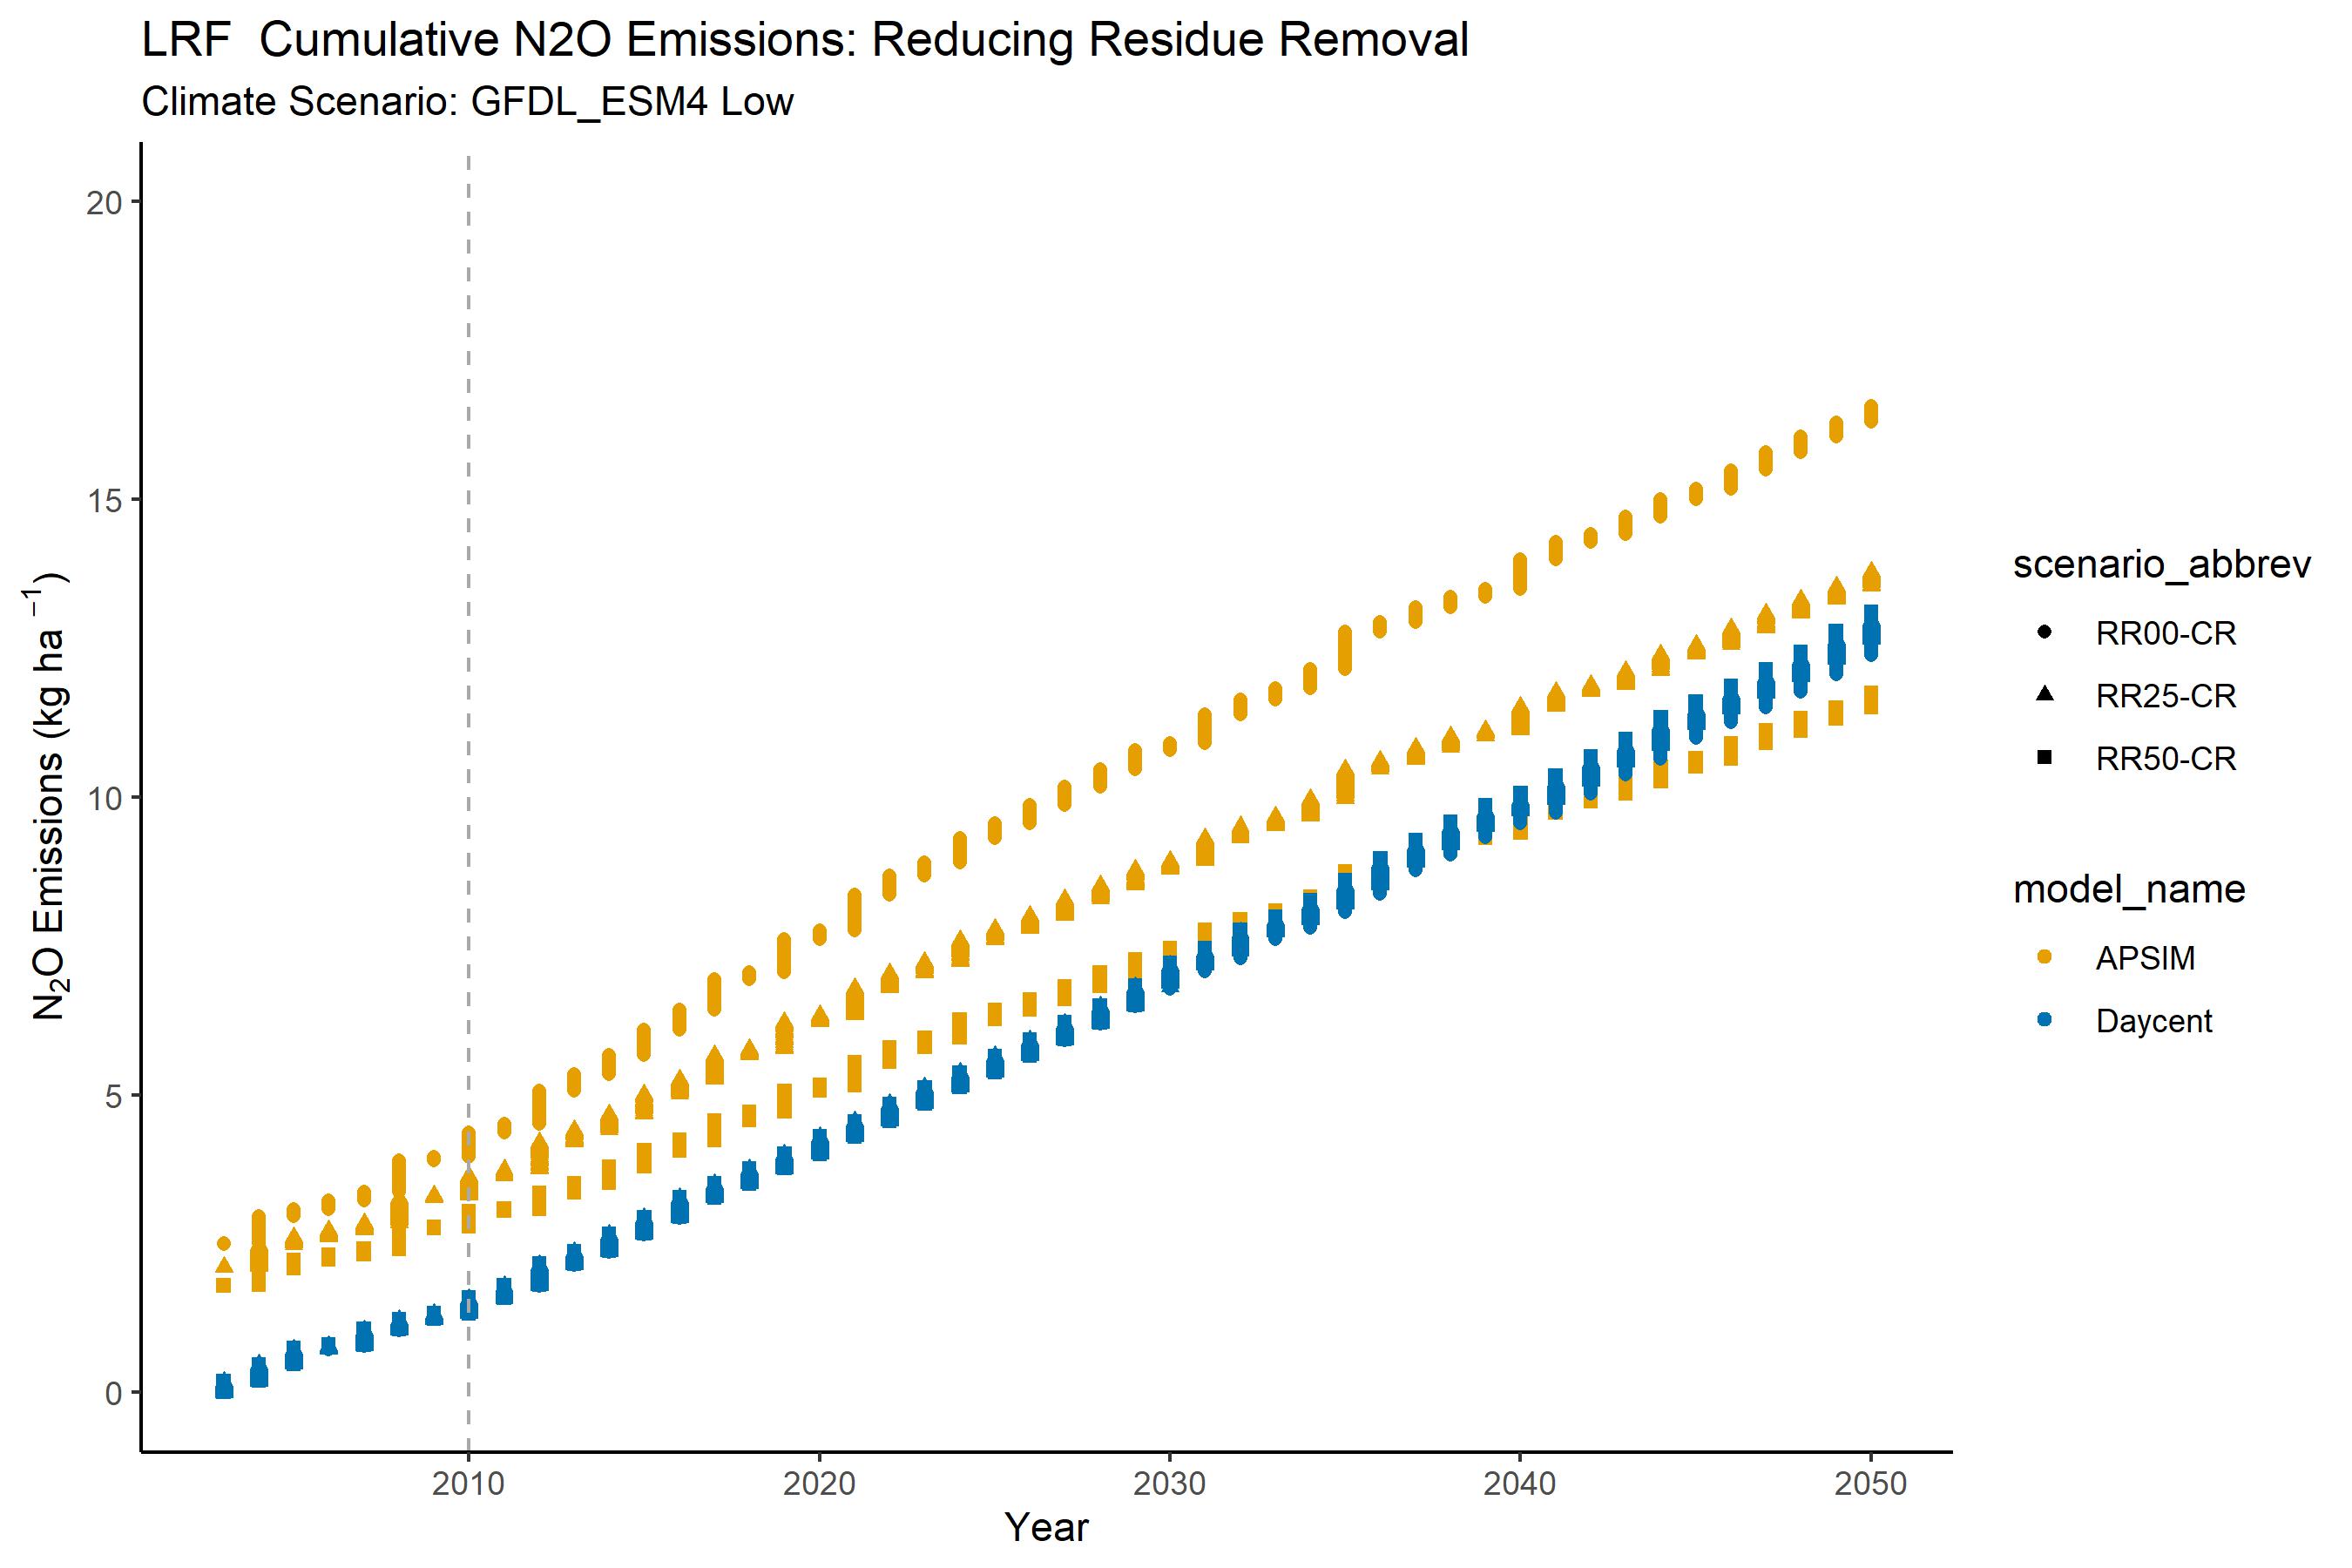 LRF  Cumulative N2O Emissions: Reducing Residue Removal
Climate Scenario: GFDL_ESM4 Low
N₂O Emissions (kg ha ⁻¹)
20
15
10
5
0
2010
2020
2030
2040
2050
Year
scenario_abbrev
RR00-CR
RR25-CR
RR50-CR
model_name
APSIM
Daycent